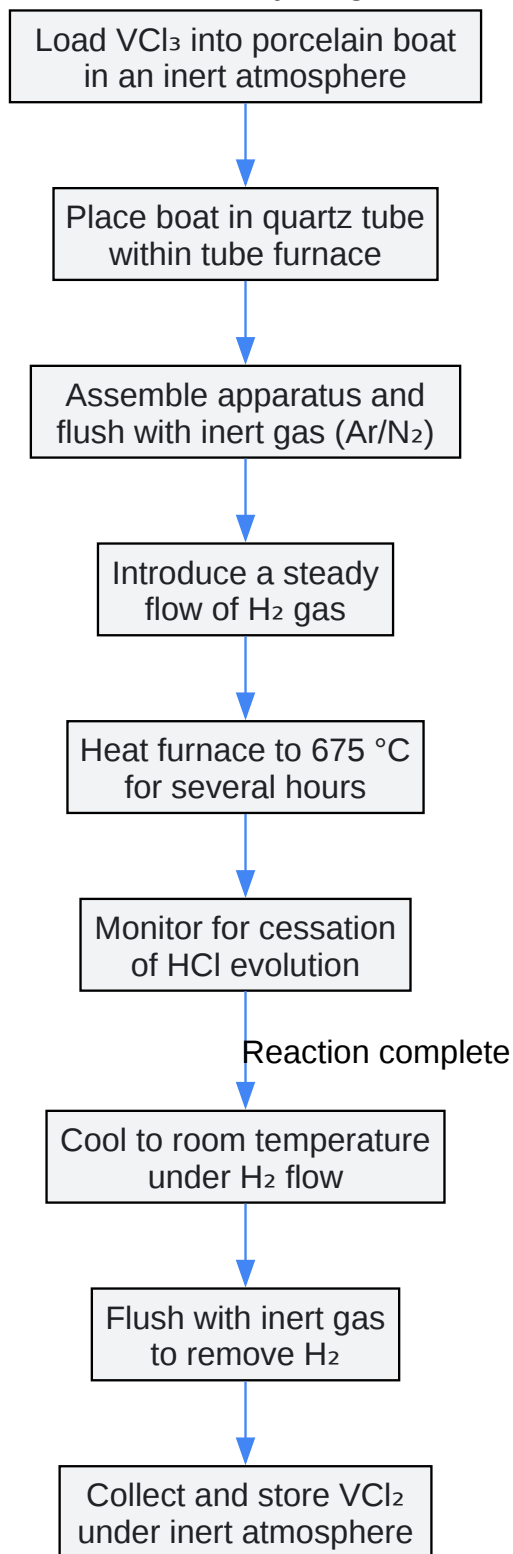 Load VCl₃ into porcelain boat
in an inert atmosphere
Place boat in quartz tube
within tube furnace
Assemble apparatus and
flush with inert gas (Ar/N₂)
Introduce a steady
flow of H₂ gas
Heat furnace to 675 °C
for several hours
Monitor for cessation
of HCl evolution
Reaction complete
Cool to room temperature
under H₂ flow
Flush with inert gas
to remove H₂
Collect and store VCl₂
under inert atmosphere